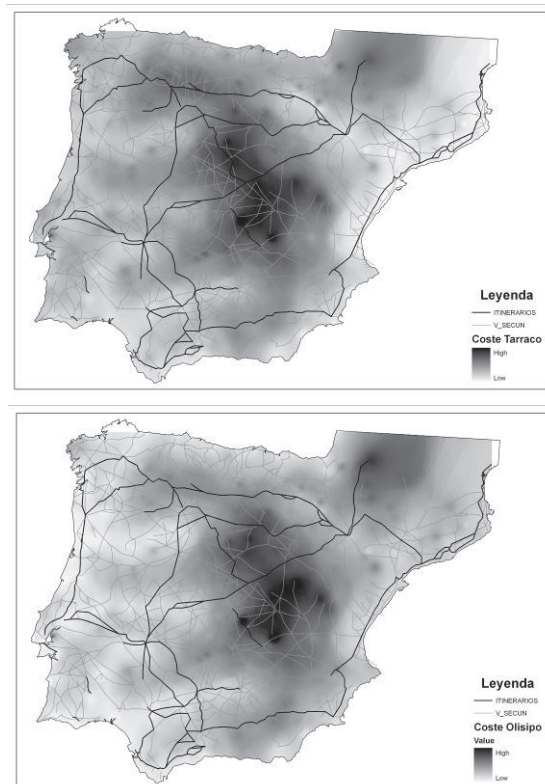 Leyenda
ITINERARIOS
V_SECUN
Coste Tarraco
High
Low
Leyenda
ITINERARIOS
V_SECUN
Coste Olisipo
Value
High
Low